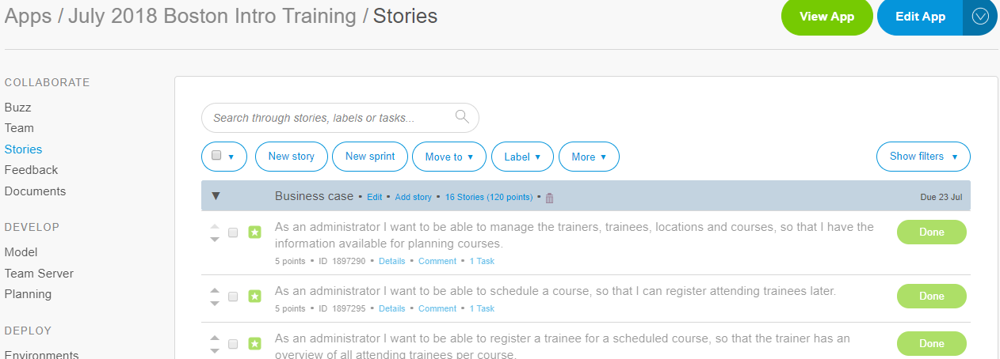 Apps / July 2018 Boston Intro Training / Stories
View App
Edit App
COLLABORATE
Buzz
Team
Stories
Feedback
Documents
DEVELOP
Model
Team Server
Planning
DEPLOY
Environments
Search through stories, labels or tasks...
New story
New sprint
Move to
Label
More
Show filters
Business case • Edit • Add story • 16 Stories (120 points) •
Due 23 Jul
As an administrator I want to be able to manage the trainers, trainees, locations and courses, so that I have the
information available for planning courses.
Done
5 points • ID 1897290 • Details • Comment • 1 Task
As an administrator I want to be able to schedule a course, so that I can register attending trainees later.
Done
5 points • ID 1897295 • Details • Comment • 1 Task
As an administrator I want to be able to register a trainee for a scheduled course, so that the trainer has an
overview of all attending trainees per course.
Done